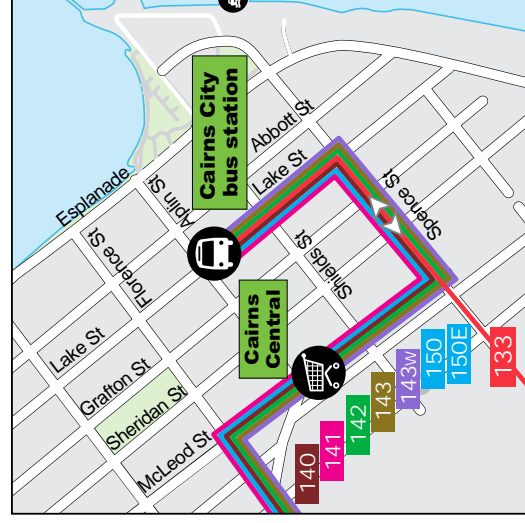 Cairns City
bus station
Abbott St
Lake St
Esplanade
Aplin St
Spence St
Florence St
Shields St
Cairns
Central
Lake St
Grafton St
Sheridan St
McLeod St
140
141
142
143
143W
150
150E
133